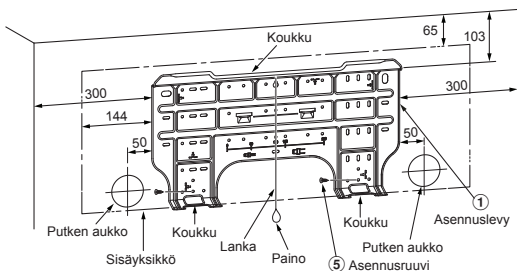 65
103
Koukku
300
300
144
50
50
① Asennuslevy
Putken aukko
Koukku
Lanka
Koukku
Sisäyksikkö
Paino
Putken aukko
⑤ Asennusruuvi